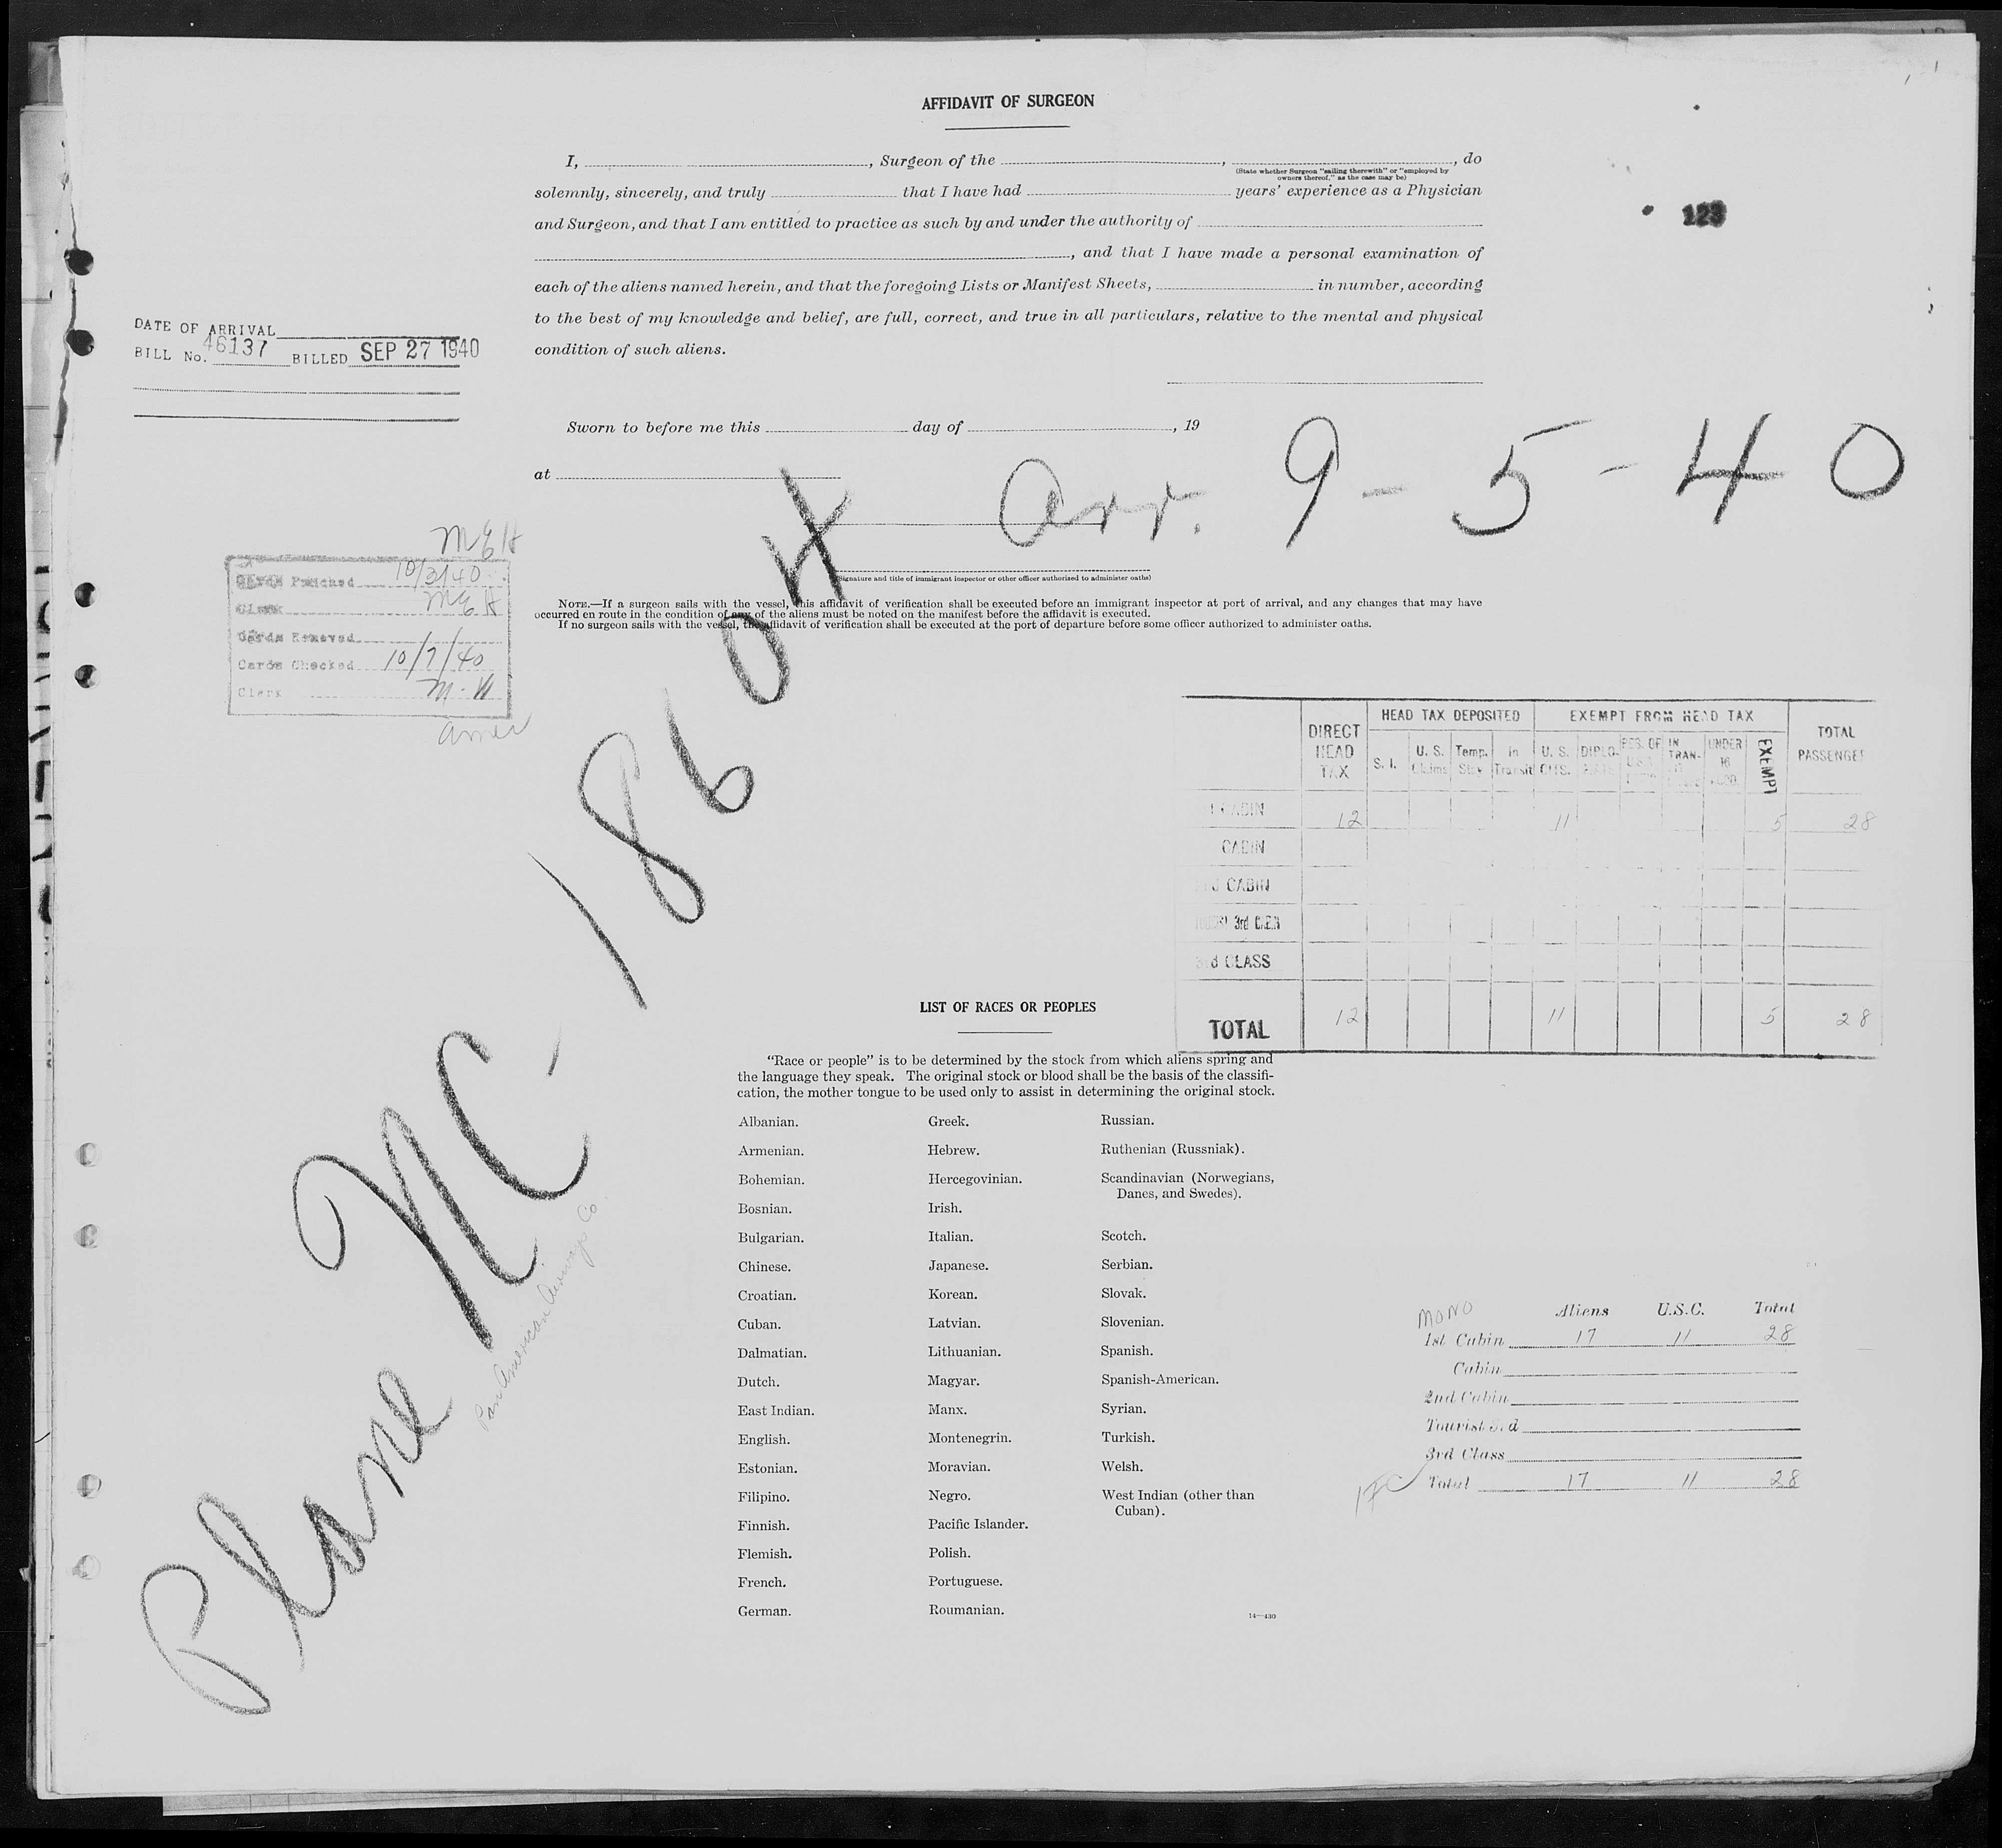 AFFIDAVIT OF SURGEON
I, , Surgeon of the , , do
(State whether Surgeon "sailing therewith" or "employed by
owners thereof," as the case may be)
solemnly, sincerely, and truly that I have had years' experience as a Physician
and Surgeon, and that I am entitled to practice as such by and under the authority of
, and that I have made a personal examination of
each of the aliens named herein, and that the foregoing Lists or Manifest Sheets, in number, according
to the best of my knowledge and belief, are full, correct, and true in all particulars, relative to the mental and physical
condition of such aliens.
123
DATE OF ARRIVAL
BILL No. 46137 BILLED SEP 27 1940
Sworn to before me this day of , 19
at
Arr. 9-5-40
(Signature and title of immigrant inspector or other officer authorized to administer oaths)
NOTE.—If a surgeon sails with the vessel, this affidavit of verification shall be executed before an immigrant inspector at port of arrival, and any changes that may have
occurred en route in the condition of any of the aliens must be noted on the manifest before the affidavit is executed.
If no surgeon sails with the vessel, the affidavit of verification shall be executed at the port of departure before some officer authorized to administer oaths.
MEH
Cards Punched 10/3/40
Clerk MEH
Cards Removed
Cards Checked 10/7/40
Clerk M.W
amer
Plane NC-18604
Pan American Airways Co.
DIRECT HEAD TAX
HEAD TAX DEPOSITED
EXEMPT FROM HEAD TAX
TOTAL PASSENGER
S. I. U. S. Claims Temp. Stay In Transit U. S. CITS. DIPLO- RES. OF U.S.A. IN TRAN- UNDER 16 EXEMPT
1 CABIN 12 11 5 28
CABIN
CABIN
3rd CABIN
3rd CLASS
TOTAL 12 11 5 28
LIST OF RACES OR PEOPLES
"Race or people" is to be determined by the stock from which aliens spring and
the language they speak. The original stock or blood shall be the basis of the classifi-
cation, the mother tongue to be used only to assist in determining the original stock.
Albanian.
Armenian.
Bohemian.
Bosnian.
Bulgarian.
Chinese.
Croatian.
Cuban.
Dalmatian.
Dutch.
East Indian.
English.
Estonian.
Filipino.
Finnish.
Flemish.
French.
German.
Greek.
Hebrew.
Hercegovinian.
Irish.
Italian.
Japanese.
Korean.
Latvian.
Lithuanian.
Magyar.
Manx.
Montenegrin.
Moravian.
Negro.
Pacific Islander.
Polish.
Portuguese.
Roumanian.
Russian.
Ruthenian (Russniak).
Scandinavian (Norwegians,
Danes, and Swedes).
Scotch.
Serbian.
Slovak.
Slovenian.
Spanish.
Spanish-American.
Syrian.
Turkish.
Welsh.
West Indian (other than
Cuban).
14—430
MONO
Aliens U.S.C. Total
1st Cabin 17 11 28
Cabin
2nd Cabin
Tourist 3rd
3rd Class
Total 17 11 28